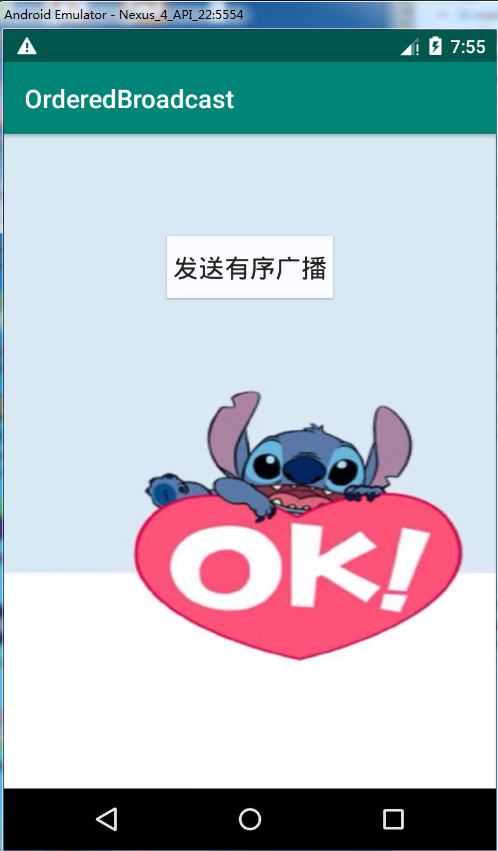 Android Emulator - Nexus_4_API_22:5554
7:55
OrderedBroadcast
发送有序广播
OK!